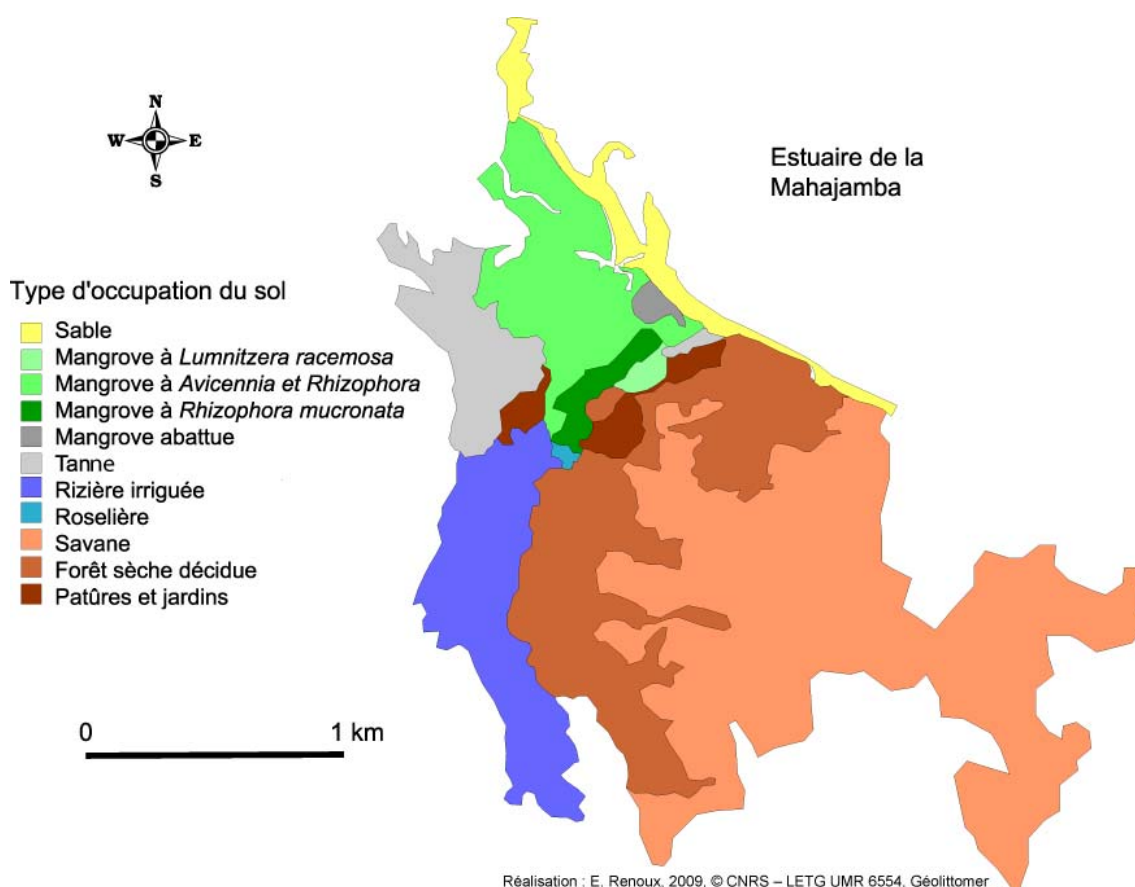 N
W E
S
Estuaire de la
Mahajamba
Type d'occupation du sol
Sable
Mangrove à Lumnitzera racemosa
Mangrove à Avicennia et Rhizophora
Mangrove à Rhizophora mucronata
Mangrove abattue
Tanne
Rizière irriguée
Roselière
Savane
Forêt sèche décidue
Patûres et jardins
0 1 km
Réalisation : E. Renoux, 2009, © CNRS – LETG UMR 6554, Géolittomer